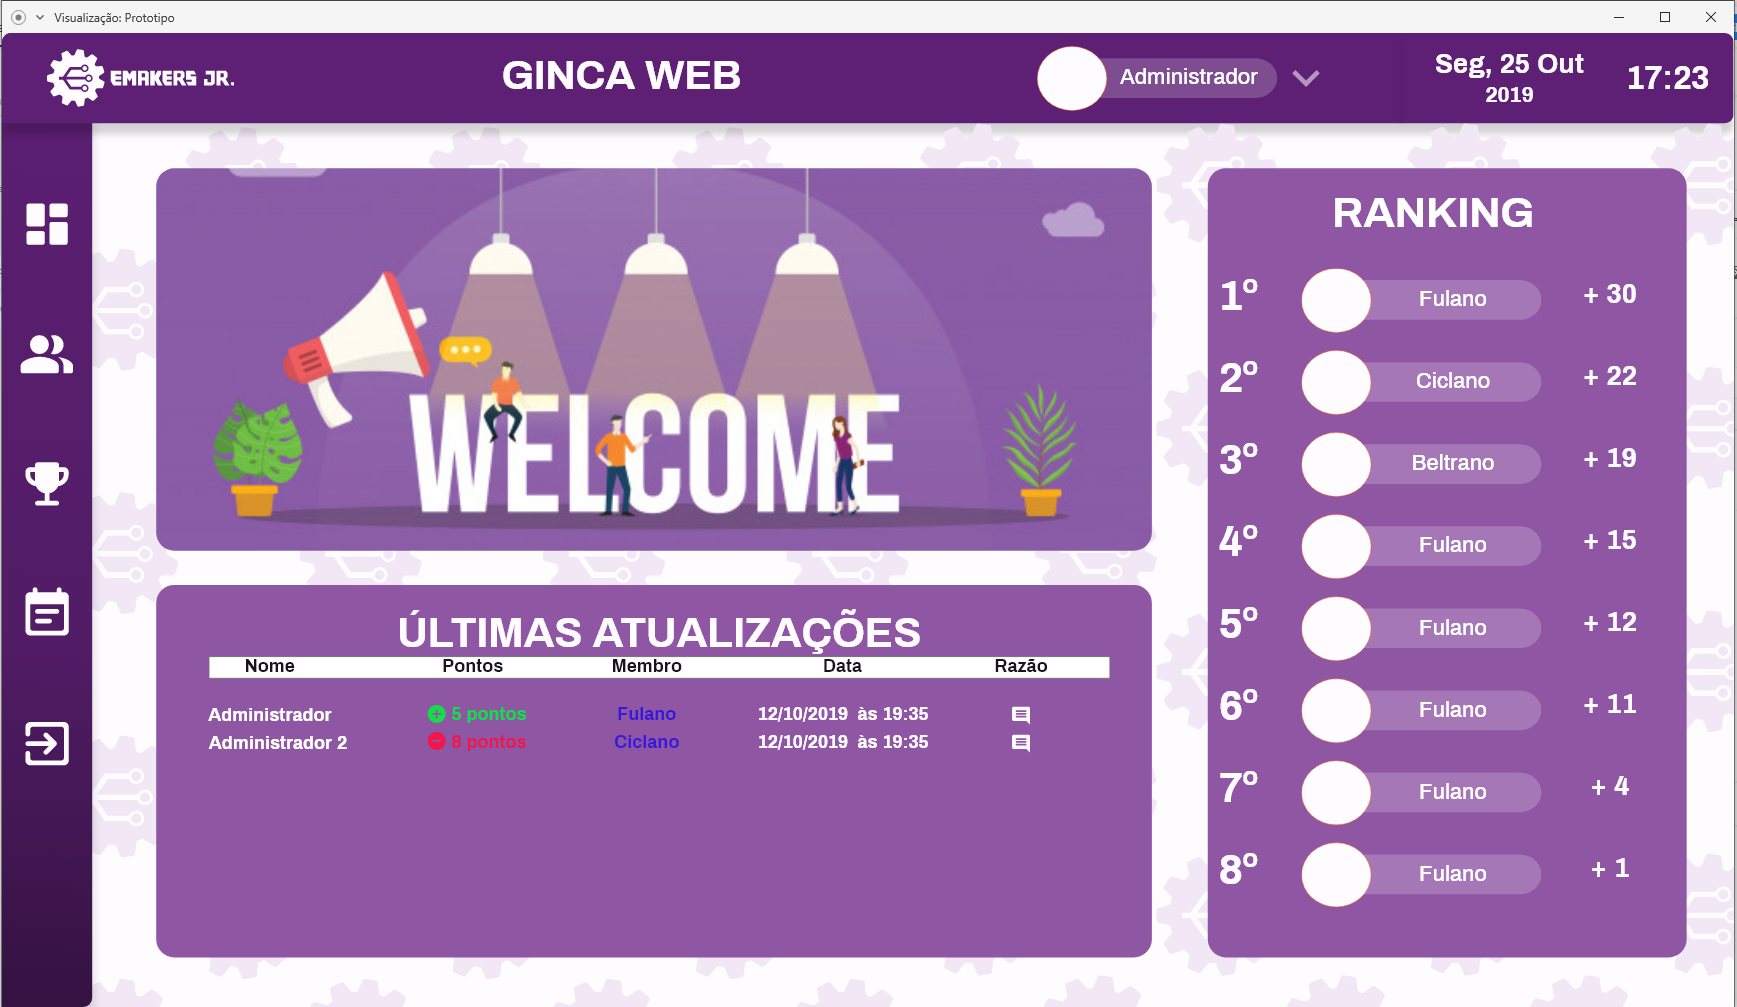 Visualização: Prototipo
EMAKERS JR.
GINCA WEB
Administrador
Seg, 25 Out
2019
17:23
WELCOME
RANKING
1º Fulano + 30
2º Ciclano + 22
3º Beltrano + 19
4º Fulano + 15
5º Fulano + 12
6º Fulano + 11
7º Fulano + 4
8º Fulano + 1
ÚLTIMAS ATUALIZAÇÕES
Nome Pontos Membro Data Razão
Administrador 5 pontos Fulano 12/10/2019 às 19:35
Administrador 2 8 pontos Ciclano 12/10/2019 às 19:35